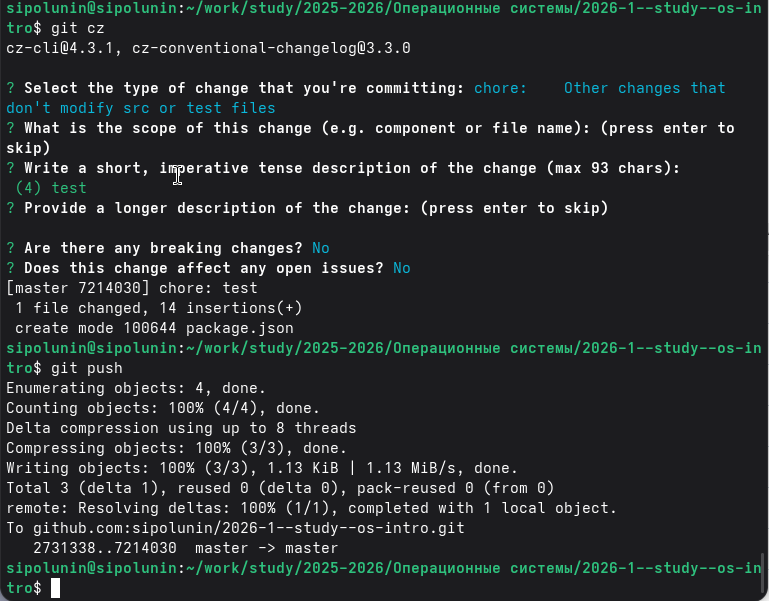 sipolunin@sipolunin:~/work/study/2025-2026/Операционные системы/2026-1--study--os-in
tro$ git cz
cz-cli@4.3.1, cz-conventional-changelog@3.3.0
? Select the type of change that you're committing: chore:    Other changes that
don't modify src or test files
? What is the scope of this change (e.g. component or file name): (press enter to
skip)
? Write a short, imperative tense description of the change (max 93 chars):
 (4) test
? Provide a longer description of the change: (press enter to skip)
? Are there any breaking changes? No
? Does this change affect any open issues? No
[master 7214030] chore: test
 1 file changed, 14 insertions(+)
 create mode 100644 package.json
sipolunin@sipolunin:~/work/study/2025-2026/Операционные системы/2026-1--study--os-in
tro$ git push
Enumerating objects: 4, done.
Counting objects: 100% (4/4), done.
Delta compression using up to 8 threads
Compressing objects: 100% (3/3), done.
Writing objects: 100% (3/3), 1.13 KiB | 1.13 MiB/s, done.
Total 3 (delta 1), reused 0 (delta 0), pack-reused 0 (from 0)
remote: Resolving deltas: 100% (1/1), completed with 1 local object.
To github.com:sipolunin/2026-1--study--os-intro.git
   2731338..7214030  master -> master
sipolunin@sipolunin:~/work/study/2025-2026/Операционные системы/2026-1--study--os-in
tro$